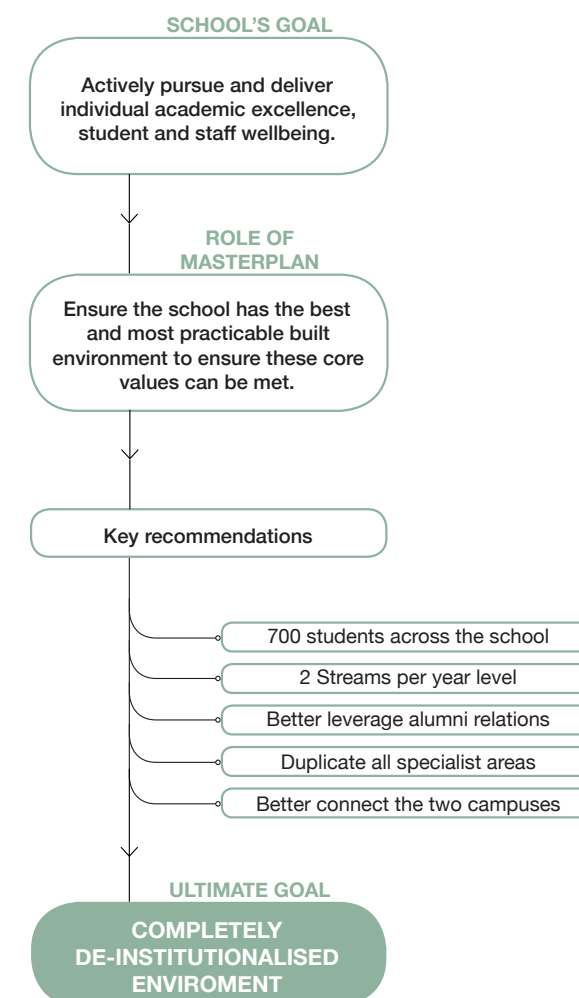 SCHOOL'S GOAL
Actively pursue and deliver
individual academic excellence,
student and staff wellbeing.
ROLE OF
MASTERPLAN
Ensure the school has the best
and most practicable built
environment to ensure these core
values can be met.
Key recommendations
700 students across the school
2 Streams per year level
Better leverage alumni relations
Duplicate all specialist areas
Better connect the two campuses
ULTIMATE GOAL
COMPLETELY
DE-INSTITUTIONALISED
ENVIROMENT